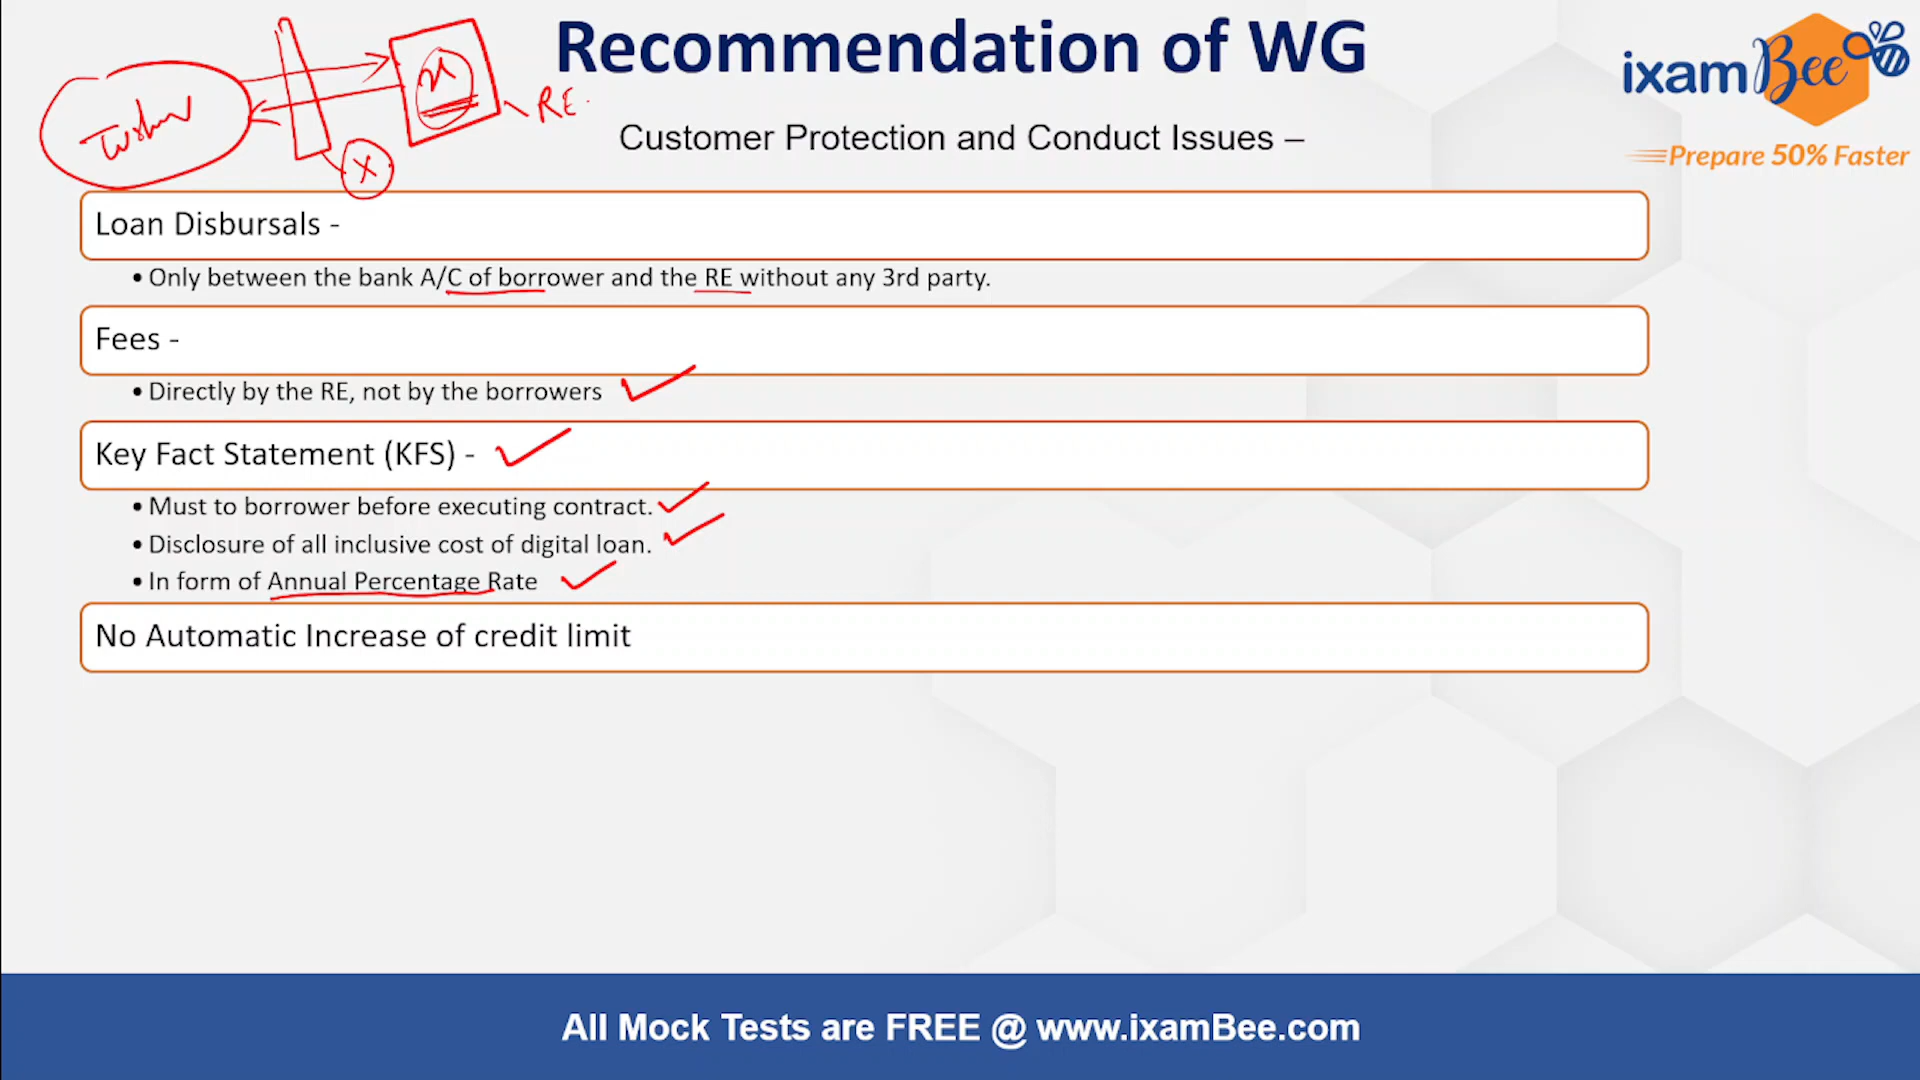 Recommendation of WG
ixamBee
Prepare 50% Faster
RE
X
Customer Protection and Conduct Issues –
Loan Disbursals -
• Only between the bank A/C of borrower and the RE without any 3rd party.
Fees -
• Directly by the RE, not by the borrowers
Key Fact Statement (KFS) -
• Must to borrower before executing contract.
• Disclosure of all inclusive cost of digital loan.
• In form of Annual Percentage Rate
No Automatic Increase of credit limit
All Mock Tests are FREE @ www.ixamBee.com